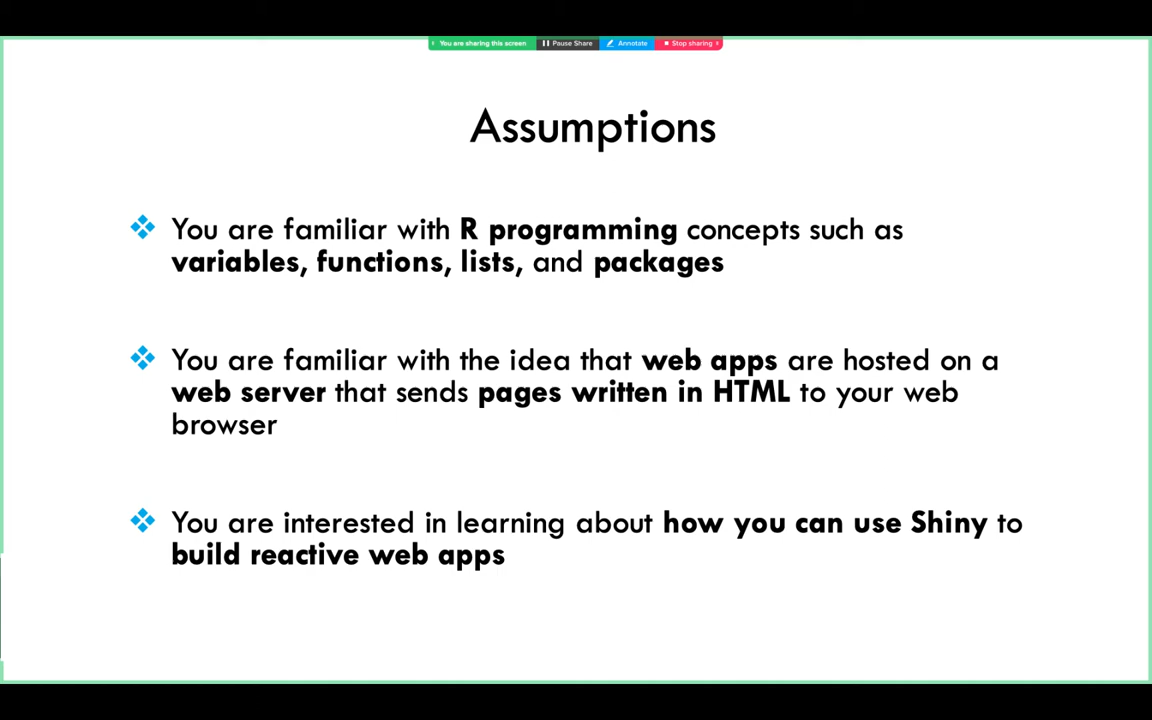 You are sharing this screen Pause Share Annotate Stop sharing
Assumptions
You are familiar with R programming concepts such as
variables, functions, lists, and packages
You are familiar with the idea that web apps are hosted on a
web server that sends pages written in HTML to your web
browser
You are interested in learning about how you can use Shiny to
build reactive web apps